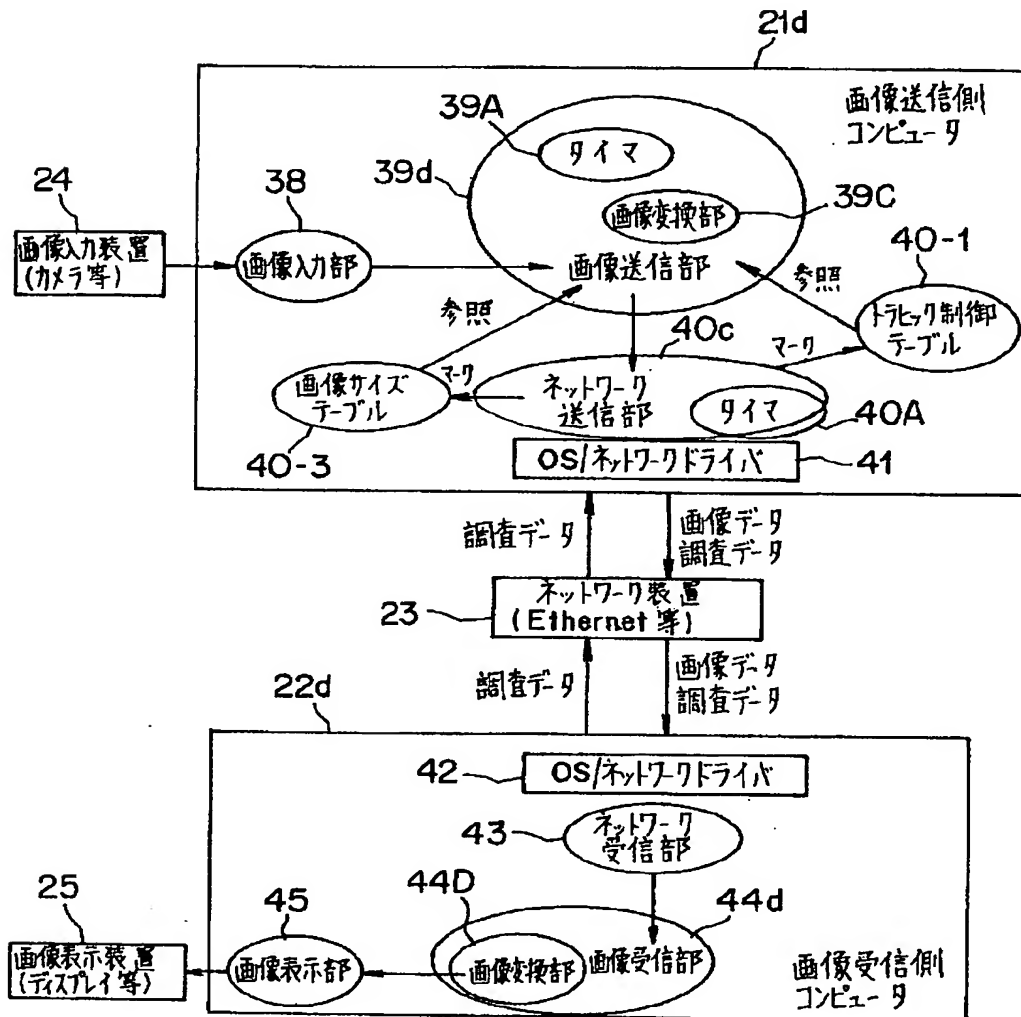 21d
画像送信側
コンピュータ
39A
タイマ
39d
39C
画像変換部
24
38
画像入力装置
(カメラ等)
画像入力部
画像送信部
40-1
参照
参照
トラヒック制御
テーブル
40c
マーク
マーク
画像サイズ
テーブル
ネットワーク
送信部
タイマ
40A
40-3
OS/ネットワークドライバ
41
調査データ
画像データ
調査データ
23
ネットワーク装置
(Ethernet等)
調査データ
画像データ
調査データ
22d
42
OS/ネットワークドライバ
43
ネットワーク
受信部
44D
44d
25
45
画像表示装置
(ディスプレイ等)
画像表示部
画像変換部
画像受信部
画像受信側
コンピュータ